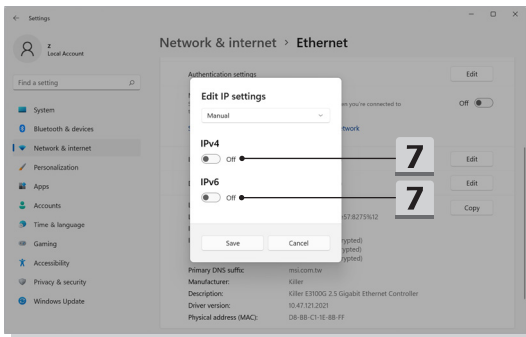 Settings
Z
Local Account
Find a setting
System
Bluetooth & devices
Network & internet
Personalization
Apps
Accounts
Time & language
Gaming
Accessibility
Privacy & security
Windows Update
Network & internet › Ethernet
Authentication settings
Edit
en you're connected to
Off
twork
Edit IP settings
Manual
IPv4
Off
7
Edit
IPv6
Off
7
Edit
Copy
e57:8275%12
Save
Cancel
rypted)
rypted)
rypted)
Primary DNS suffix:
msi.com.tw
Manufacturer:
Killer
Description:
Killer E3100G 2.5 Gigabit Ethernet Controller
Driver version:
10.47.121.2021
Physical address (MAC):
D8-BB-C1-1E-8B-FF